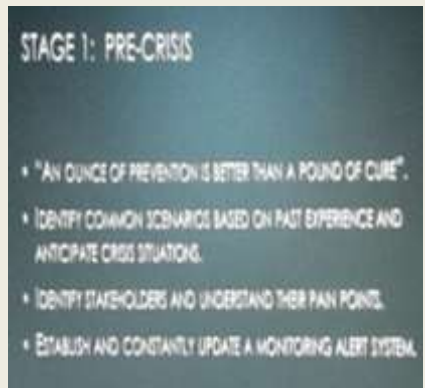 STAGE 1: PRE-CRISIS
• "AN OUNCE OF PREVENTION IS BETTER THAN A POUND OF CURE".
• IDENTIFY COMMON SCENARIOS BASED ON PAST EXPERIENCE AND
ANTICIPATE CRISIS SITUATIONS.
• IDENTIFY STAKEHOLDERS AND UNDERSTAND THEIR PAIN POINTS.
• ESTABLISH AND CONSTANTLY UPDATE A MONITORING ALERT SYSTEM.